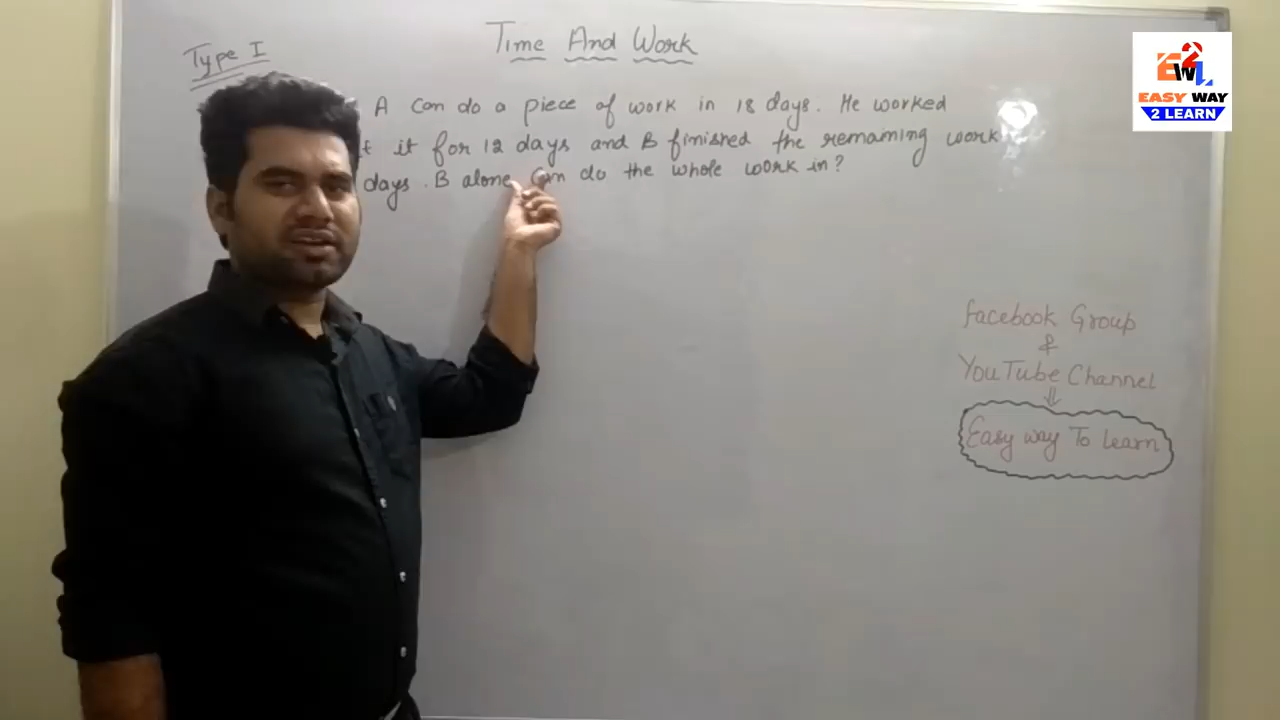 Time And Work
Type I
A Can do a piece of work in 18 days. He worked
it for 12 days and B finished the remaining work
days. B alone Can do the whole work in?
E2L
W
EASY WAY
2 LEARN
Facebook Group
&
YouTube Channel
⇓
Easy way To Learn